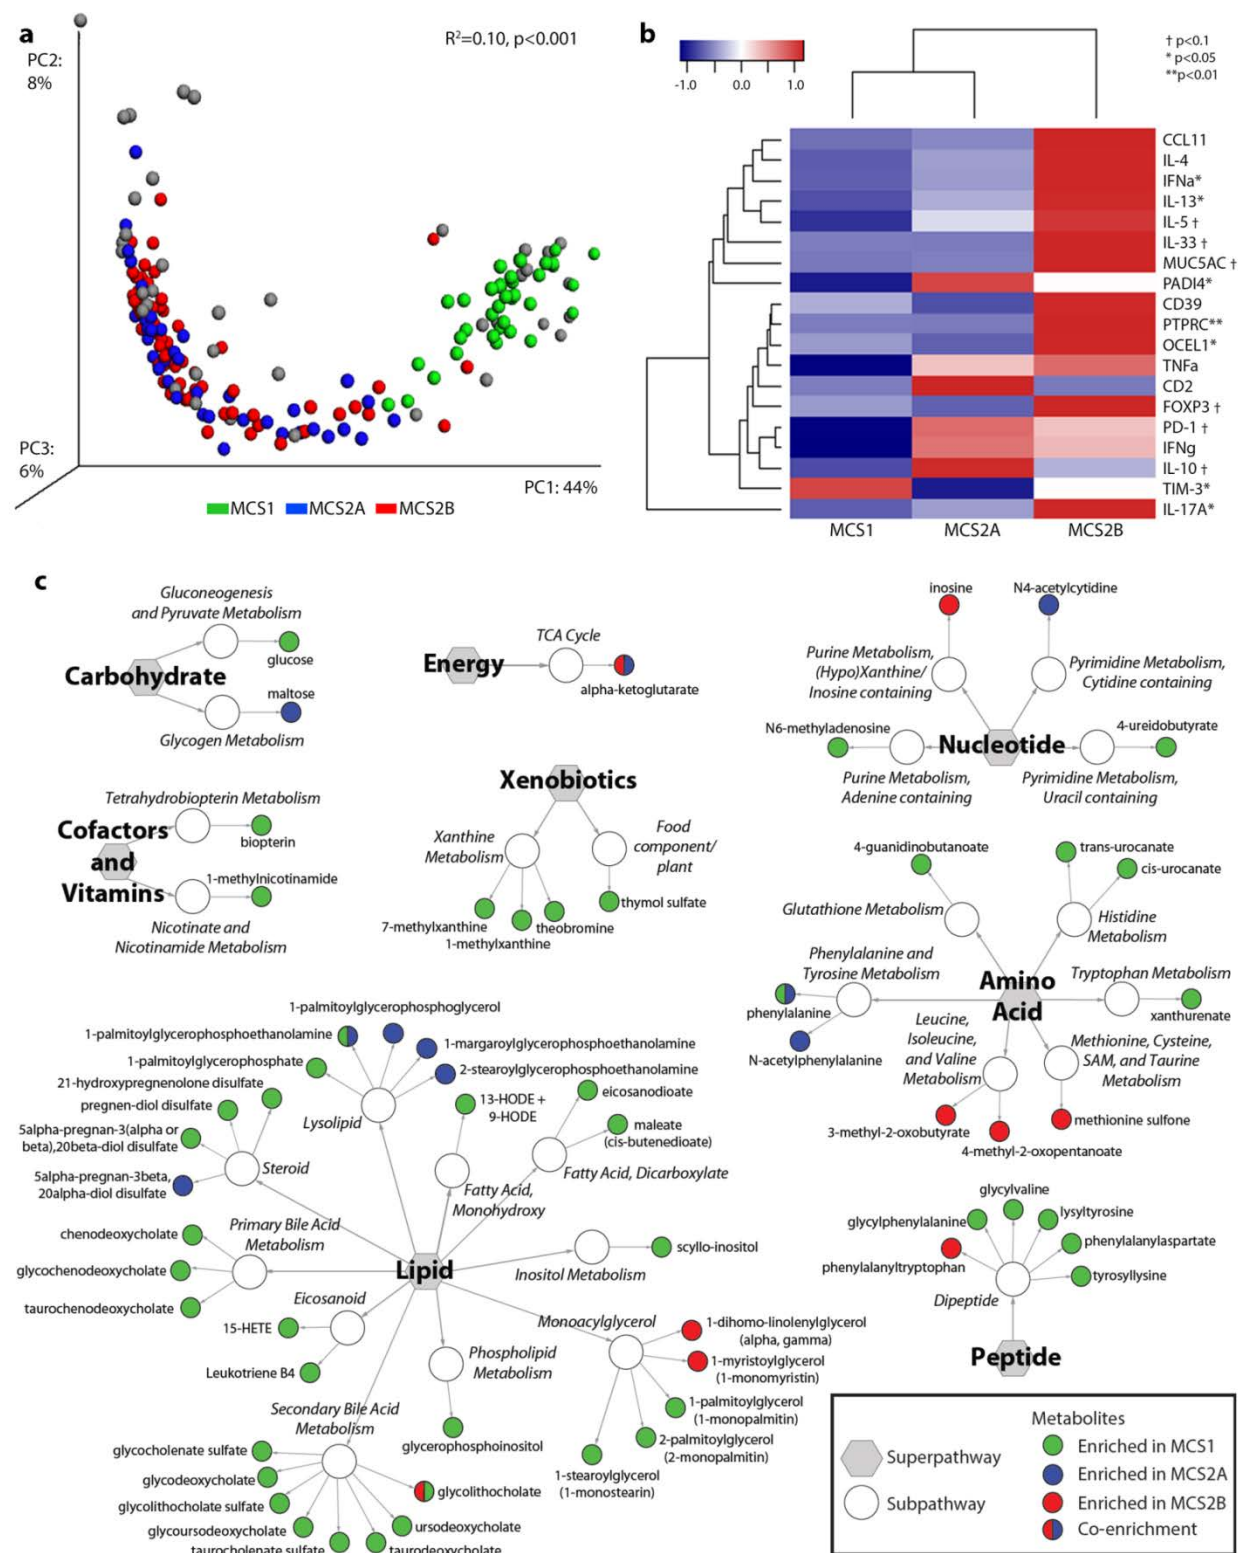 a
R²=0.10, p<0.001
PC2:
8%
PC3:
6%
PC1: 44%
MCS1 MCS2A MCS2B
b
-1.0 0.0 1.0
† p<0.1
* p<0.05
**p<0.01
CCL11
IL-4
IFNa*
IL-13*
IL-5 †
IL-33 †
MUC5AC †
PADI4*
CD39
PTPRC**
OCEL1*
TNFa
CD2
FOXP3 †
PD-1 †
IFNg
IL-10 †
TIM-3*
IL-17A*
MCS1 MCS2A MCS2B
c
Gluconeogenesis
and Pyruvate Metabolism
glucose
Carbohydrate
maltose
Glycogen Metabolism
Energy
TCA Cycle
alpha-ketoglutarate
inosine
N4-acetylcytidine
Purine Metabolism,
(Hypo)Xanthine/
Inosine containing
Pyrimidine Metabolism,
Cytidine containing
N6-methyladenosine
Nucleotide
4-ureidobutyrate
Purine Metabolism,
Adenine containing
Pyrimidine Metabolism,
Uracil containing
Tetrahydrobiopterin Metabolism
biopterin
Cofactors
and
Vitamins
1-methylnicotinamide
Nicotinate and
Nicotinamide Metabolism
Xenobiotics
Xanthine
Metabolism
Food
component/
plant
thymol sulfate
7-methylxanthine
theobromine
1-methylxanthine
4-guanidinobutanoate
trans-urocanate
cis-urocanate
Glutathione Metabolism
Histidine
Metabolism
Phenylalanine and
Tyrosine Metabolism
Amino
Acid
Tryptophan Metabolism
phenylalanine
xanthurenate
N-acetylphenylalanine
Leucine,
Isoleucine,
and Valine
Metabolism
Methionine, Cysteine,
SAM, and Taurine
Metabolism
3-methyl-2-oxobutyrate
methionine sulfone
4-methyl-2-oxopentanoate
1-palmitoylglycerophosphoglycerol
1-palmitoylglycerophosphoethanolamine
1-margaroylglycerophosphoethanolamine
1-palmitoylglycerophosphate
2-stearoylglycerophosphoethanolamine
21-hydroxypregnenolone disulfate
pregnen-diol disulfate
Lysolipid
13-HODE +
9-HODE
eicosanodioate
maleate
(cis-butenedioate)
5alpha-pregnan-3(alpha or
beta),20beta-diol disulfate
5alpha-pregnan-3beta,
20alpha-diol disulfate
Steroid
Fatty Acid,
Monohydroxy
Fatty Acid, Dicarboxylate
chenodeoxycholate
Primary Bile Acid
Metabolism
glycochenodeoxycholate
taurochenodeoxycholate
Lipid
Inositol Metabolism
scyllo-inositol
Eicosanoid
15-HETE
Leukotriene B4
Phospholipid
Metabolism
glycerophosphoinositol
Monoacylglycerol
1-dihomo-linolenylglycerol
(alpha, gamma)
1-myristoylglycerol
(1-monomyristin)
1-palmitoylglycerol
(1-monopalmitin)
2-palmitoylglycerol
(2-monopalmitin)
1-stearoylglycerol
(1-monostearin)
Secondary Bile Acid
Metabolism
glycocholenate sulfate
glycodeoxycholate
glycolithocholate sulfate
glycoursodeoxycholate
taurocholenate sulfate
taurodeoxycholate
ursodeoxycholate
glycolithocholate
glycylvaline
glycylphenylalanine
lysyltyrosine
phenylalanylaspartate
phenylalanyltryptophan
tyrosyllysine
Dipeptide
Peptide
Superpathway
Subpathway
Metabolites
Enriched in MCS1
Enriched in MCS2A
Enriched in MCS2B
Co-enrichment